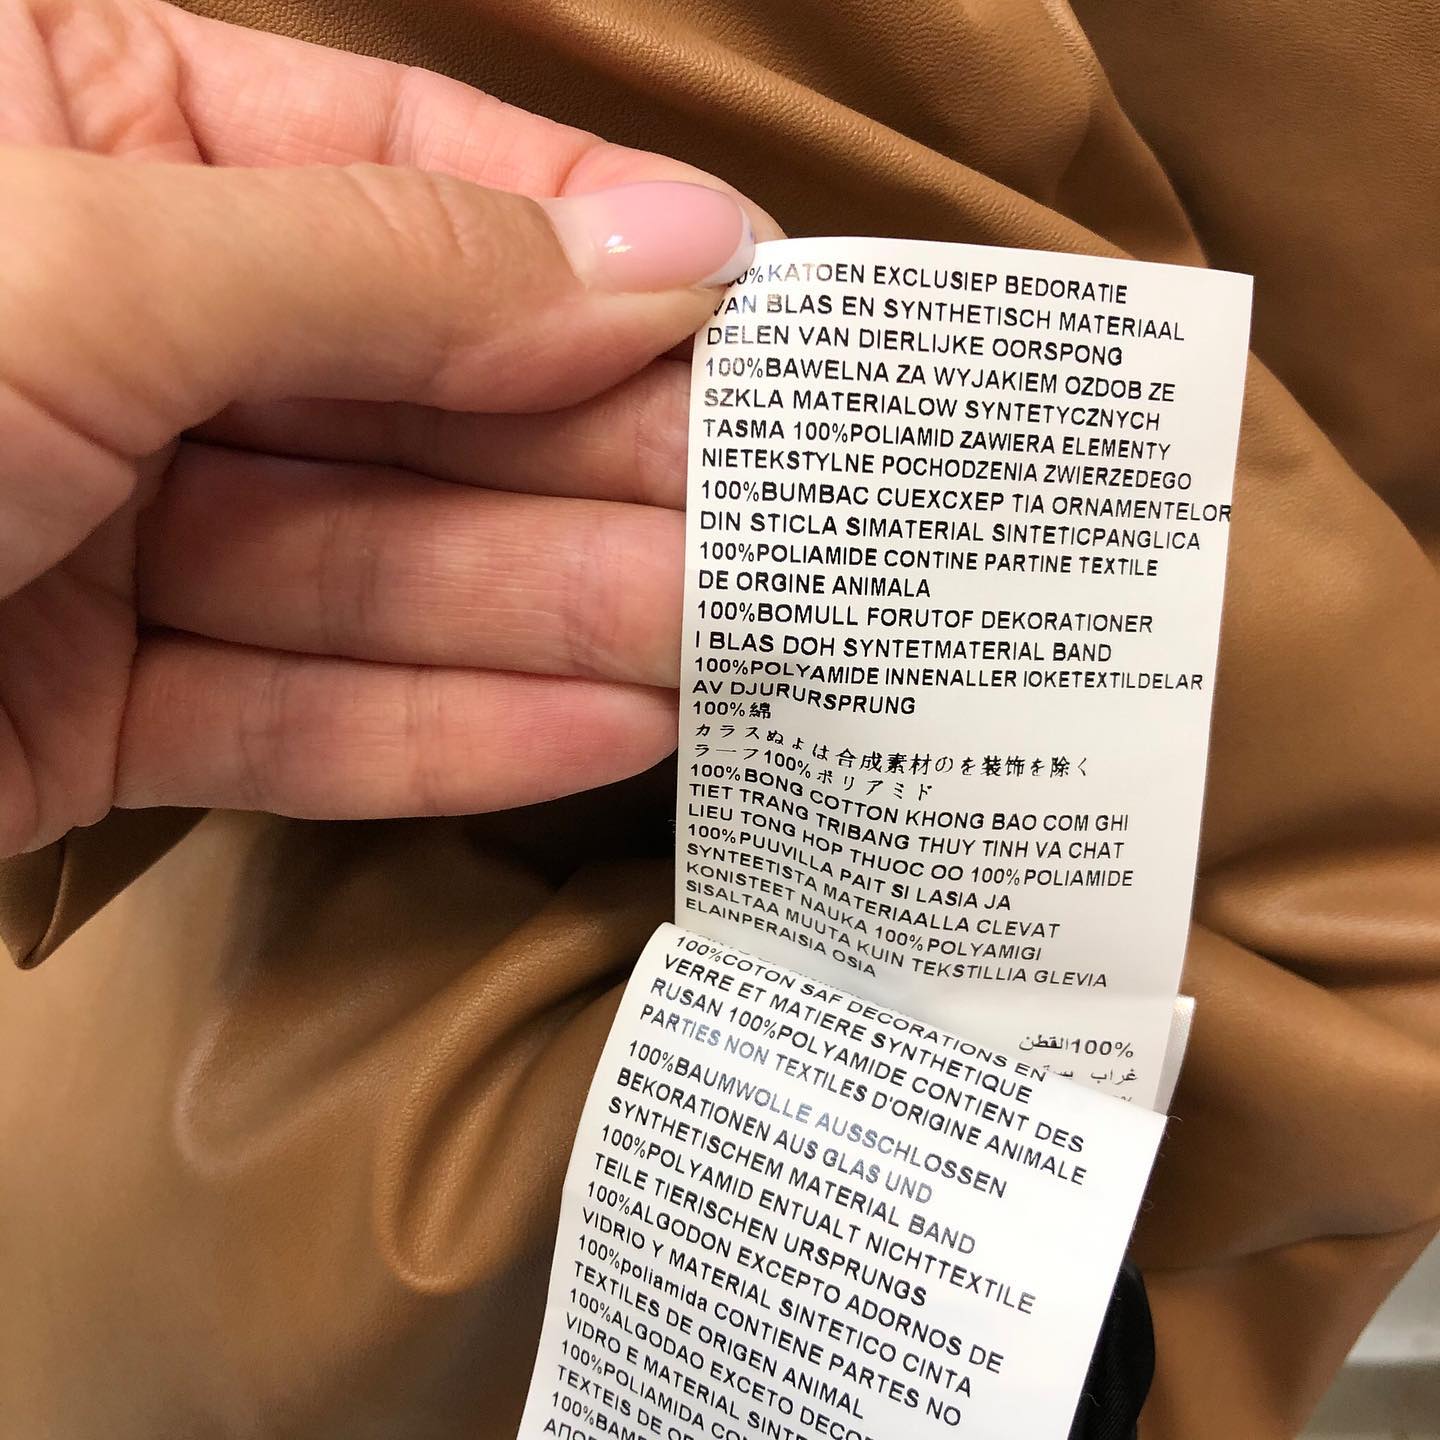 %KATOEN EXCLUSIEP BEDORATIE
VAN BLAS EN SYNTHETISCH MATERIAAL
DELEN VAN DIERLIJKE OORSPONG
100%BAWELNA ZA WYJAKIEM OZDOB ZE
SZKLA MATERIALOW SYNTETYCZNYCH
TASMA 100%POLIAMID ZAWIERA ELEMENTY
NIETEKSTYLNE POCHODZENIA ZWIERZEDEGO
100%BUMBAC CUEXCXEP TIA ORNAMENTELOR
DIN STICLA SIMATERIAL SINTETICPANGLICA
100%POLIAMIDE CONTINE PARTINE TEXTILE
DE ORGINE ANIMALA
100%BOMULL FORUTOF DEKORATIONER
I BLAS DOH SYNTETMATERIAL BAND
100%POLYAMIDE INNENALLER IOKETEXTILDELAR
AV DJURURSPRUNG
100%綿
カラスぬょは合成素材のを装飾を除く
ラーフ100%ポリアミド
100%BONG COTTON KHONG BAO COM GHI
TIET TRANG TRIBANG THUY TINH VA CHAT
LIEU TONG HOP THUOC OO 100%POLIAMIDE
100%PUUVILLA PAIT SI LASIA JA
SYNTEETISTA MATERIAALLA CLEVAT
KONISTEET NAUKA 100%POLYAMIGI
SISALTAA MUUTA KUIN TEKSTILLIA GLEVIA
ELAINPERAISIA OSIA
100%القطن
غراب
100%COTON SAF DECORATIONS EN
VERRE ET MATIERE SYNTHETIQUE
RUSAN 100%POLYAMIDE CONTIENT DES
PARTIES NON TEXTILES D'ORIGINE ANIMALE
100%BAUMWOLLE AUSSCHLOSSEN
BEKORATIONEN AUS GLAS UND
SYNTHETISCHEM MATERIAL BAND
100%POLYAMID ENTUALT NICHTTEXTILE
TEILE TIERISCHEN URSPRUNGS
100%ALGODON EXCEPTO ADORNOS DE
VIDRIO Y MATERIAL SINTETICO CINTA
100%poliamida CONTIENE PARTES NO
TEXTILES DE ORIGEN ANIMAL
100%ALGODAO EXCETO DECOR
VIDRO E MATERIAL SINT
100%POLIAMIDA CO
TEXTEIS DE O
100%BAM